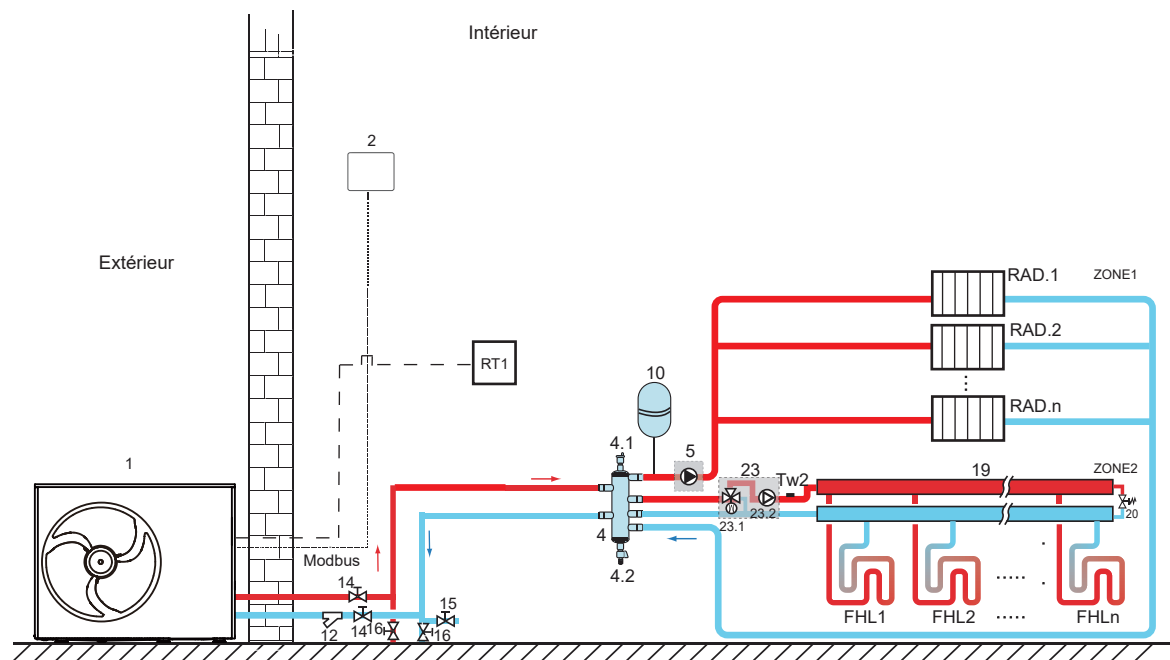 Intérieur
2
Extérieur
RAD.1
ZONE1
RAD.2
RT1
10
RAD.n
4.1
5
1
23
Tw2
19
ZONE2
23.1
23.2
20
4
Modbus
4.2
14
15
12
14
16
16
FHL1
FHL2
FHLn